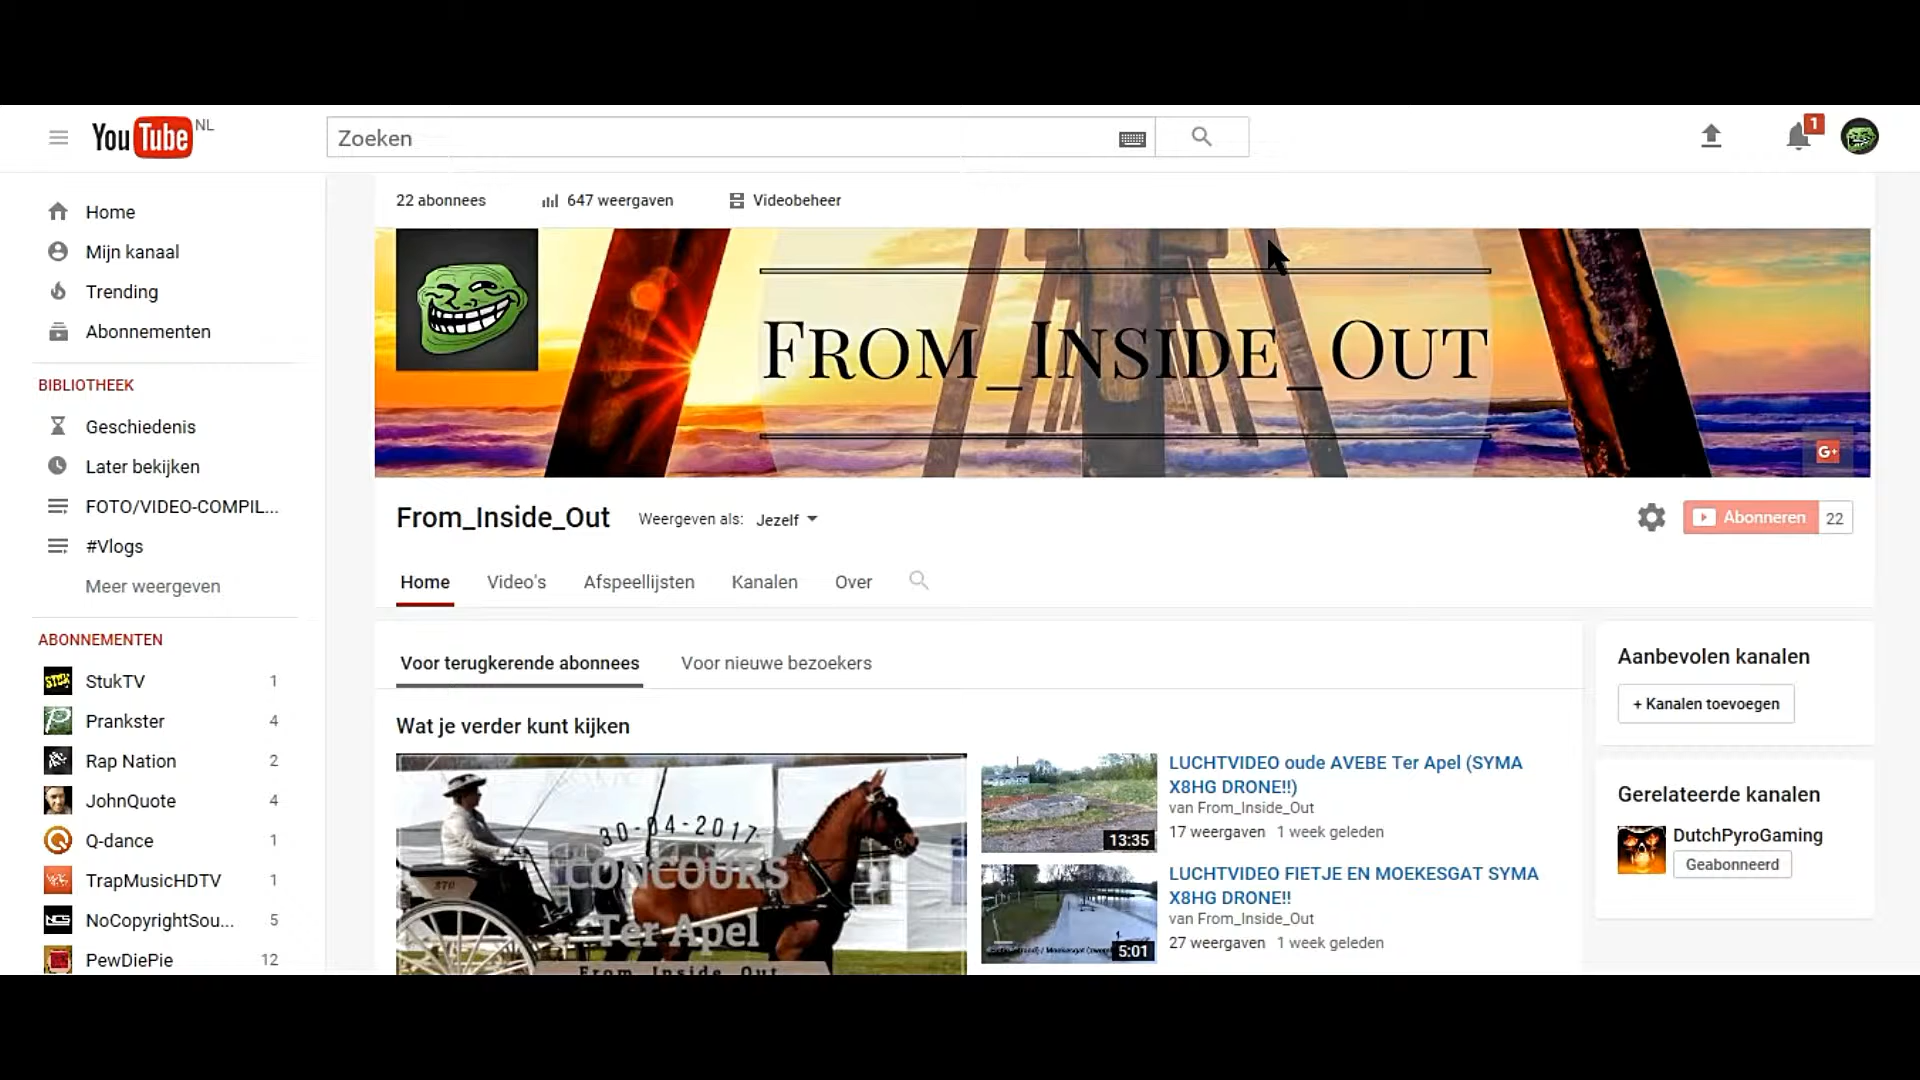 YouTube NL
Zoeken
1
22 abonnees
647 weergaven
Videobeheer
Home
Mijn kanaal
Trending
Abonnementen
BIBLIOTHEEK
Geschiedenis
Later bekijken
FOTO/VIDEO-COMPIL...
#Vlogs
Meer weergeven
ABONNEMENTEN
StukTV 1
Prankster 4
Rap Nation 2
JohnQuote 4
Q-dance 1
TrapMusicHDTV 1
NoCopyrightSou... 5
PewDiePie 12
From_Inside_Out
G+
From_Inside_Out
Weergeven als: Jezelf
Abonneren 22
Home
Video's
Afspeellijsten
Kanalen
Over
Voor terugkerende abonnees
Voor nieuwe bezoekers
Wat je verder kunt kijken
30-04-2017
CONCOURS
Ter Apel
From_Inside_Out
370
13:35
LUCHTVIDEO oude AVEBE Ter Apel (SYMA
X8HG DRONE!!)
van From_Inside_Out
17 weergaven 1 week geleden
5:01
LUCHTVIDEO FIETJE EN MOEKESGAT SYMA
X8HG DRONE!!
van From_Inside_Out
27 weergaven 1 week geleden
Aanbevolen kanalen
+ Kanalen toevoegen
Gerelateerde kanalen
DutchPyroGaming
Geabonneerd